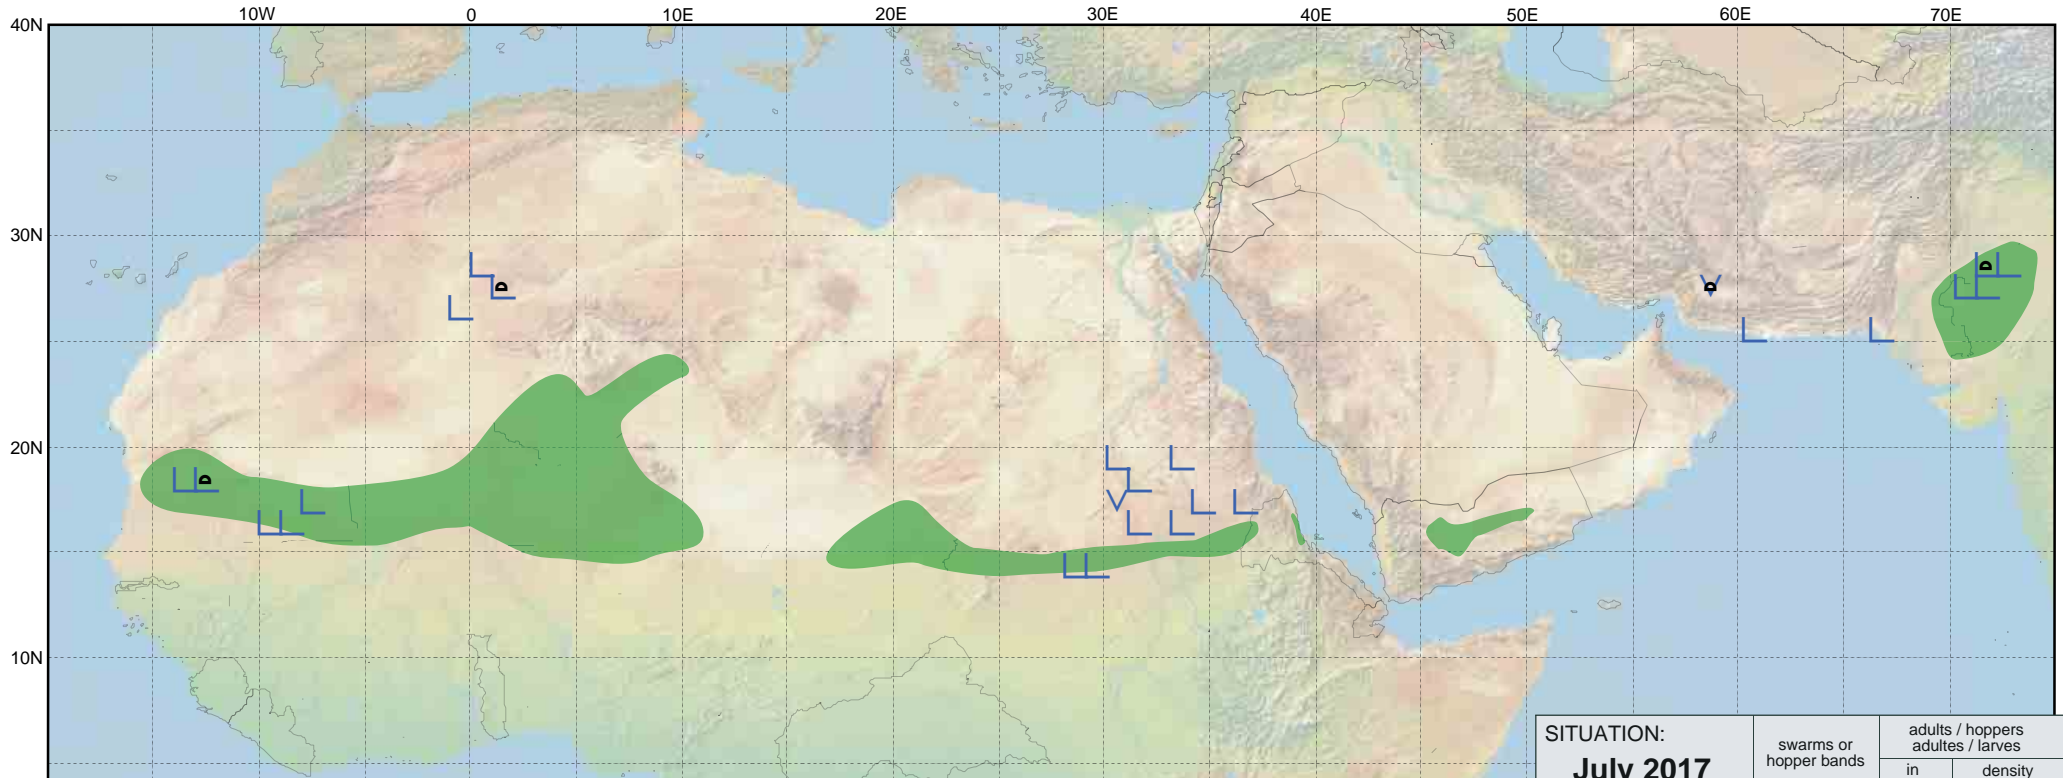 10W 0 10E 20E 30E 40E 50E 60E 70E
40N
30N
D
D
D
20N
D
10N
SITUATION:
July 2017
swarms or
hopper bands
adults / hoppers
adultes / larves
in
density